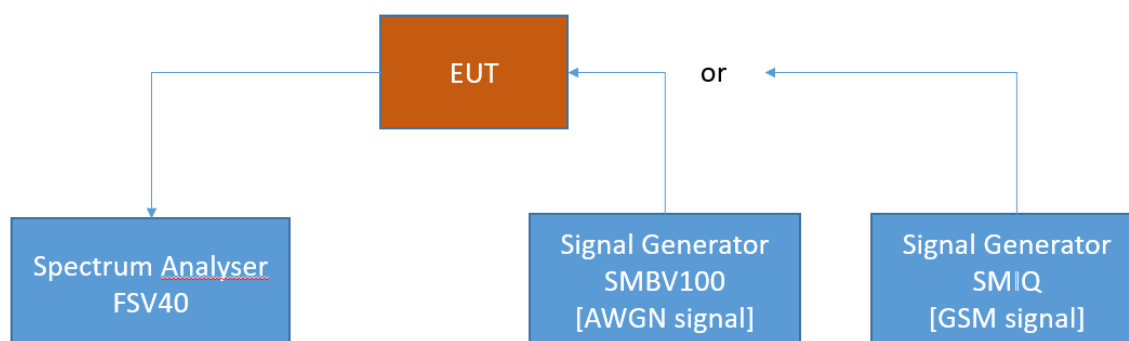 EUT
or
Spectrum Analyser
FSV40
Signal Generator
SMBV100
[AWGN signal]
Signal Generator
SMIQ
[GSM signal]